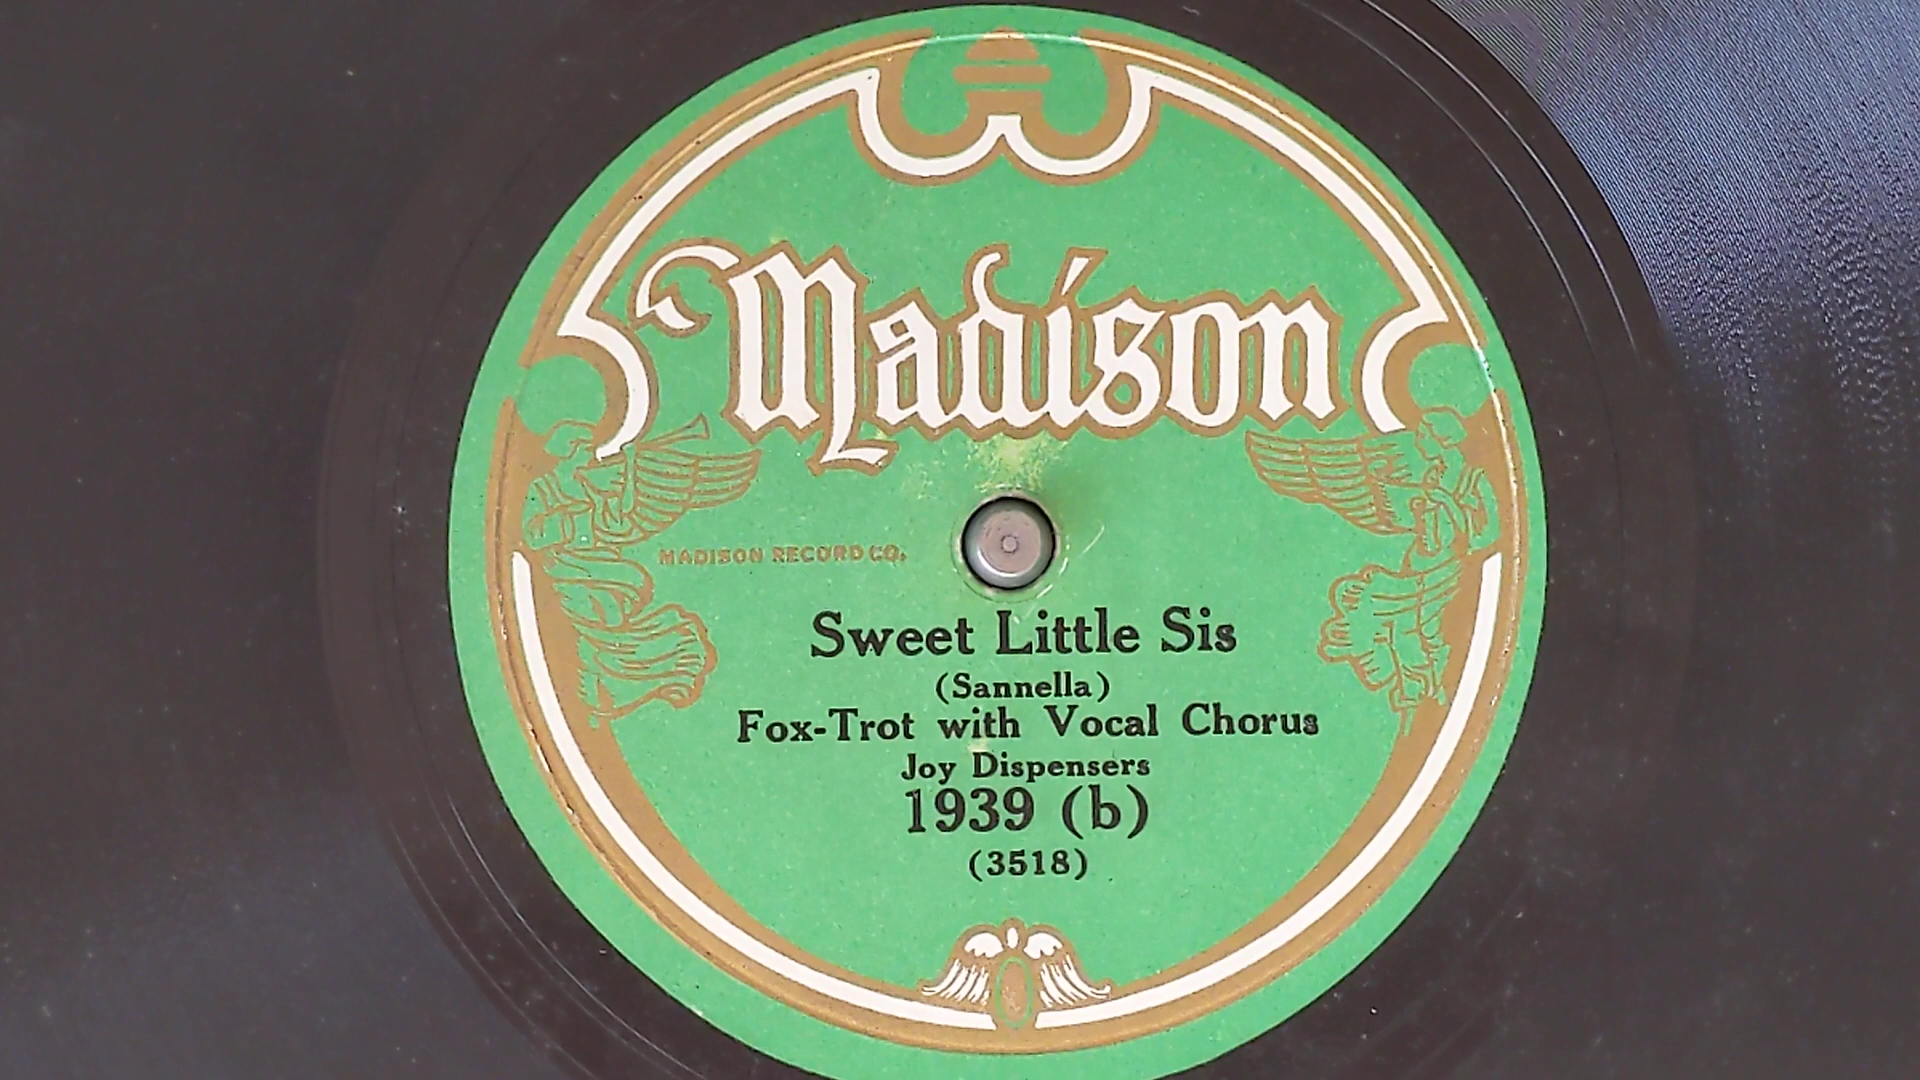 Madison
MADISON RECORD CO.
Sweet Little Sis
(Sannella)
Fox-Trot with Vocal Chorus
Joy Dispensers
1939 (b)
(3518)